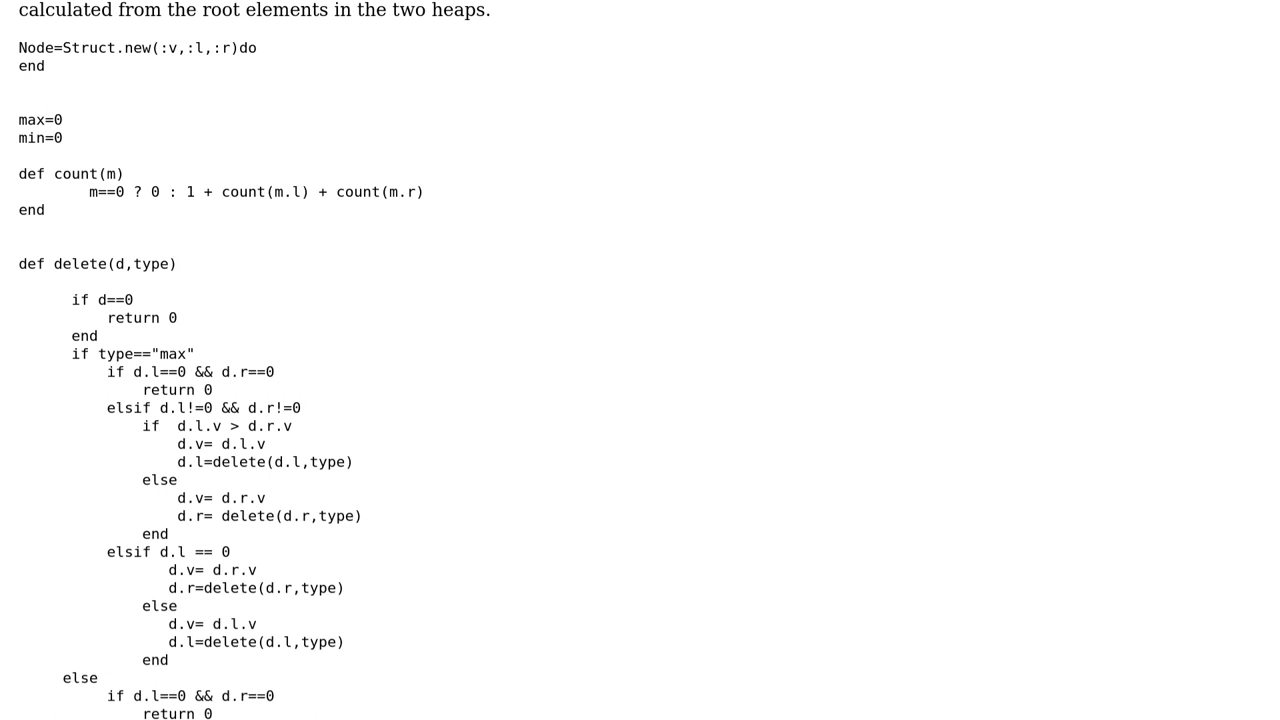 calculated from the root elements in the two heaps.
Node=Struct.new(:v,:l,:r)do
end
max=0
min=0
def count(m)
        m==0 ? 0 : 1 + count(m.l) + count(m.r)
end
def delete(d,type)
      if d==0
          return 0
      end
      if type=="max"
          if d.l==0 && d.r==0
              return 0
          elsif d.l!=0 && d.r!=0
              if  d.l.v > d.r.v
                  d.v= d.l.v
                  d.l=delete(d.l,type)
              else
                  d.v= d.r.v
                  d.r= delete(d.r,type)
              end
          elsif d.l == 0
                 d.v= d.r.v
                 d.r=delete(d.r,type)
              else
                 d.v= d.l.v
                 d.l=delete(d.l,type)
              end
     else
          if d.l==0 && d.r==0
              return 0